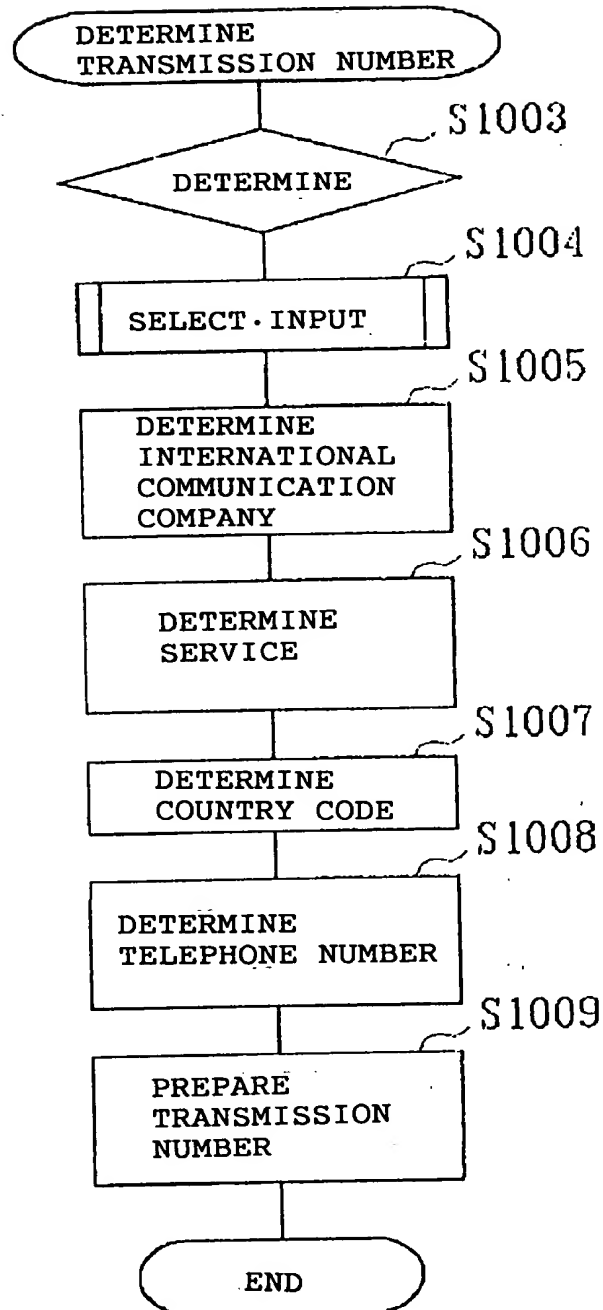 DETERMINE
TRANSMISSION NUMBER
S1003
DETERMINE
S1004
SELECT·INPUT
S1005
DETERMINE
INTERNATIONAL
COMMUNICATION
COMPANY
S1006
DETERMINE
SERVICE
S1007
DETERMINE
COUNTRY CODE
S1008
DETERMINE
TELEPHONE NUMBER
S1009
PREPARE
TRANSMISSION
NUMBER
END